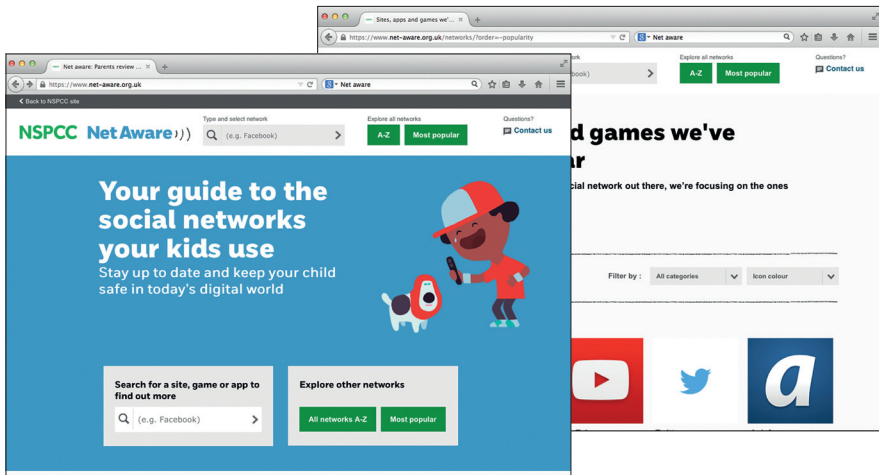 Sites, apps and games we'...
https://www.net-aware.org.uk/networks/?order=-popularity
Net aware
Explore all networks
Questions?
A-Z
Most popular
Contact us
d games we've
cial network out there, we're focusing on the ones
Filter by :
All categories
Icon colour
a
Net aware: Parents review ...
https://www.net-aware.org.uk
Net aware
Back to NSPCC site
NSPCC Net Aware
Type and select network
(e.g. Facebook)
Explore all networks
A-Z
Most popular
Questions?
Contact us
Your guide to the
social networks
your kids use
Stay up to date and keep your child
safe in today's digital world
Search for a site, game or app to
find out more
(e.g. Facebook)
Explore other networks
All networks A-Z
Most popular